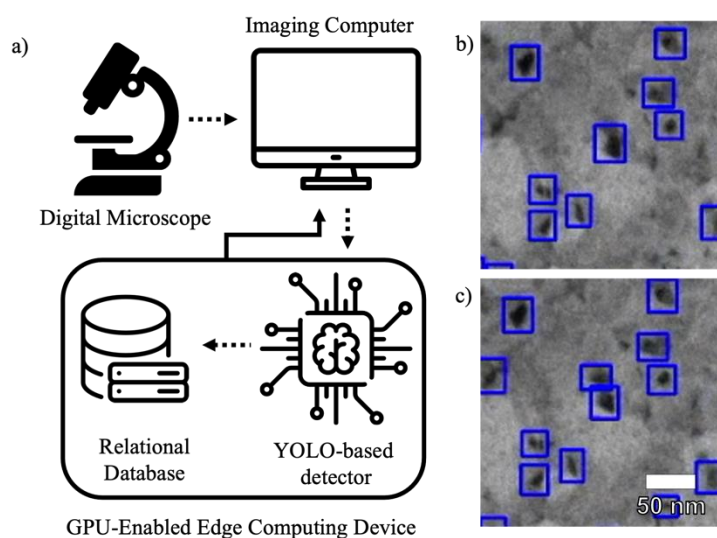 a)
Imaging Computer
Digital Microscope
Relational
Database
YOLO-based
detector
GPU-Enabled Edge Computing Device
b)
c)
50 nm